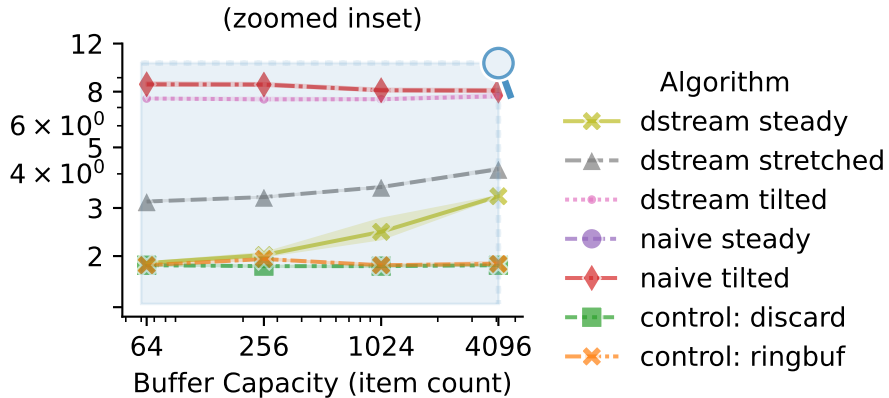 (zoomed inset)
12
8
6 × 10⁰
5
4 × 10⁰
3
2
64 256 1024 4096
Buffer Capacity (item count)
Algorithm
dstream steady
dstream stretched
dstream tilted
naive steady
naive tilted
control: discard
control: ringbuf